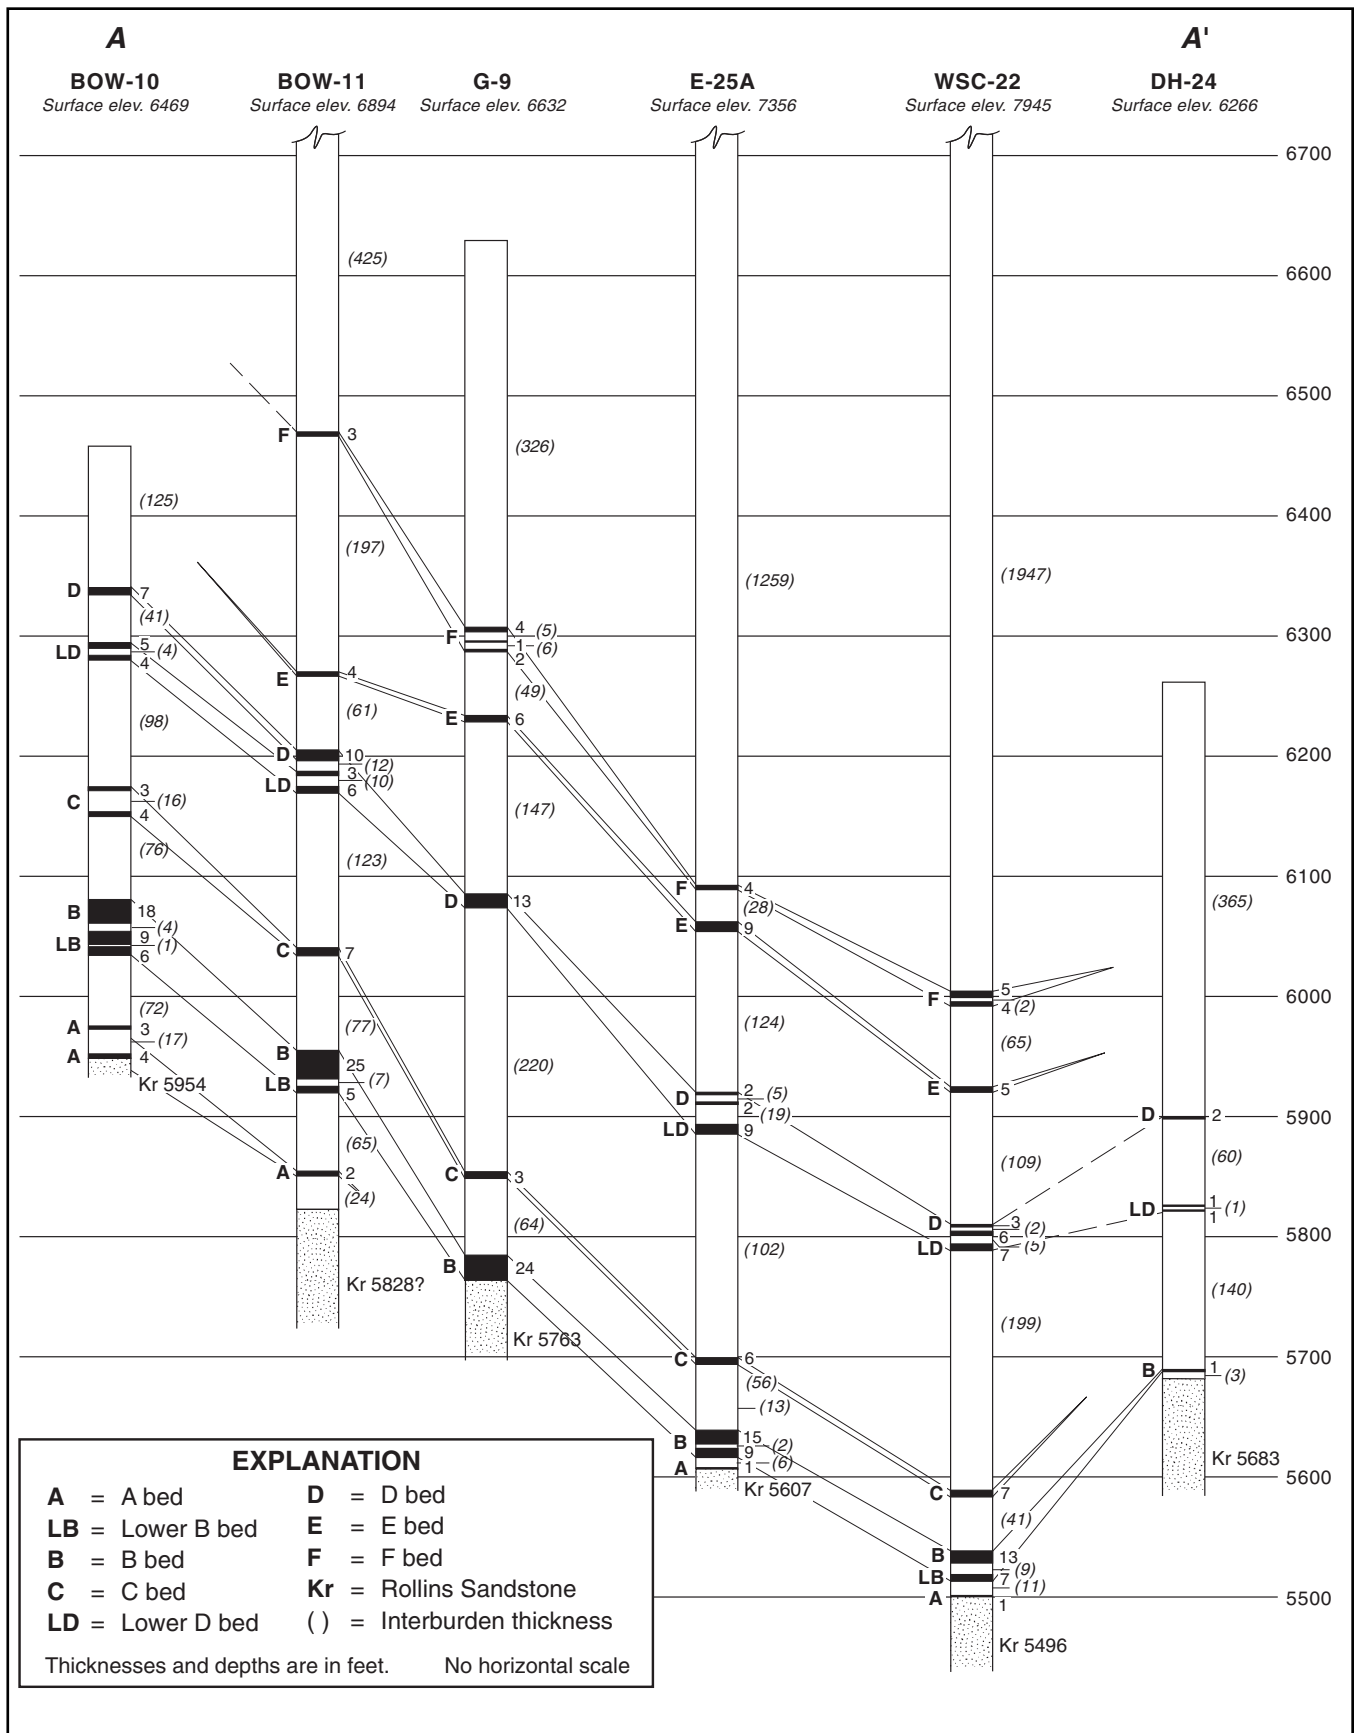 A
A'
BOW-10
Surface elev. 6469
BOW-11
Surface elev. 6894
G-9
Surface elev. 6632
E-25A
Surface elev. 7356
WSC-22
Surface elev. 7945
DH-24
Surface elev. 6266
6700
6600
6500
6400
6300
6200
6100
6000
5900
5800
5700
5600
5500
(125)
D
7
(41)
5
LD
(4)
4
(98)
3
C
(16)
4
(76)
B
18
(4)
9
LB
(1)
6
(72)
A
3
(17)
A
4
Kr 5954
(425)
F
3
(197)
E
4
(61)
D
10
(12)
3
LD
(10)
6
(123)
C
7
(77)
B
25
LB
(7)
5
(65)
A
2
(24)
Kr 5828?
(326)
4
(5)
F
1
(6)
2
(49)
E
6
(147)
D
13
(220)
C
3
(64)
B
24
Kr 5763
(1259)
F
4
(28)
E
9
(124)
2
(5)
D
2
(19)
LD
9
(102)
C
6
(56)
(13)
15
B
(2)
9
(6)
A
1
Kr 5607
(1947)
5
F
4
(2)
(65)
E
5
(109)
D
3
(2)
6
LD
(5)
7
(199)
C
7
(41)
B
13
(9)
LB
7
(11)
A
1
Kr 5496
(365)
D
2
(60)
1
LD
(1)
1
(140)
B
1
(3)
Kr 5683
EXPLANATION
A = A bed
LB = Lower B bed
B = B bed
C = C bed
LD = Lower D bed
D = D bed
E = E bed
F = F bed
Kr = Rollins Sandstone
( ) = Interburden thickness
Thicknesses and depths are in feet. No horizontal scale